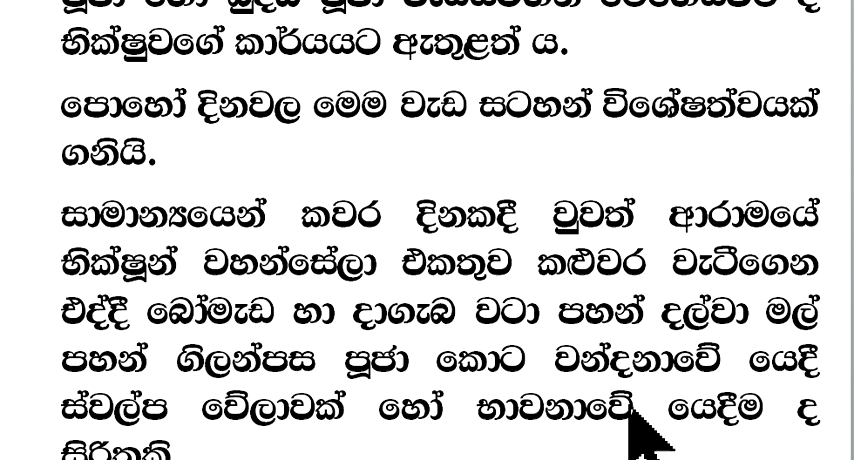 භික්ෂුවගේ කාර්යයට ඇතුළත් ය.
පොහෝ දිනවල මෙම වැඩ සටහන් විශේෂත්වයක්
ගනියි.
සාමාන්‍යයෙන් කවර දිනකදී වුවත් ආරාමයේ
භික්ෂූන් වහන්සේලා එකතුව කළුවර වැටීගෙන
එද්දී බෝමැඩ හා දාගැබ වටා පහන් දල්වා මල්
පහන් ගිලන්පස පූජා කොට වන්දනාවේ යෙදී
ස්වල්ප වේලාවක් හෝ භාවනාවේ යෙදීම ද
සිරිතකි